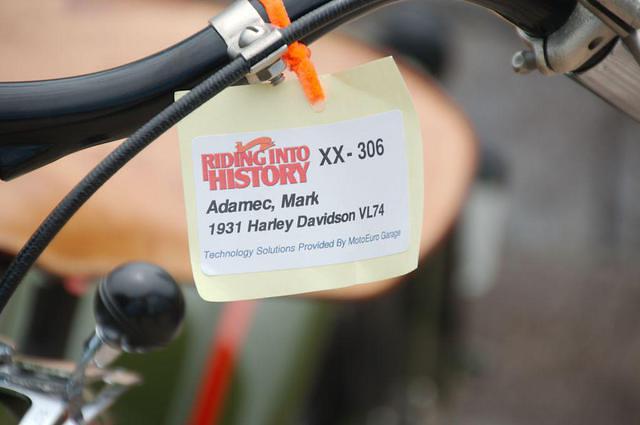 RIDING INTO
HISTORY
XX- 306
Adamec, Mark
1931 Harley Davidson VL74
Technology Solutions Provided By MotoEuro Garage